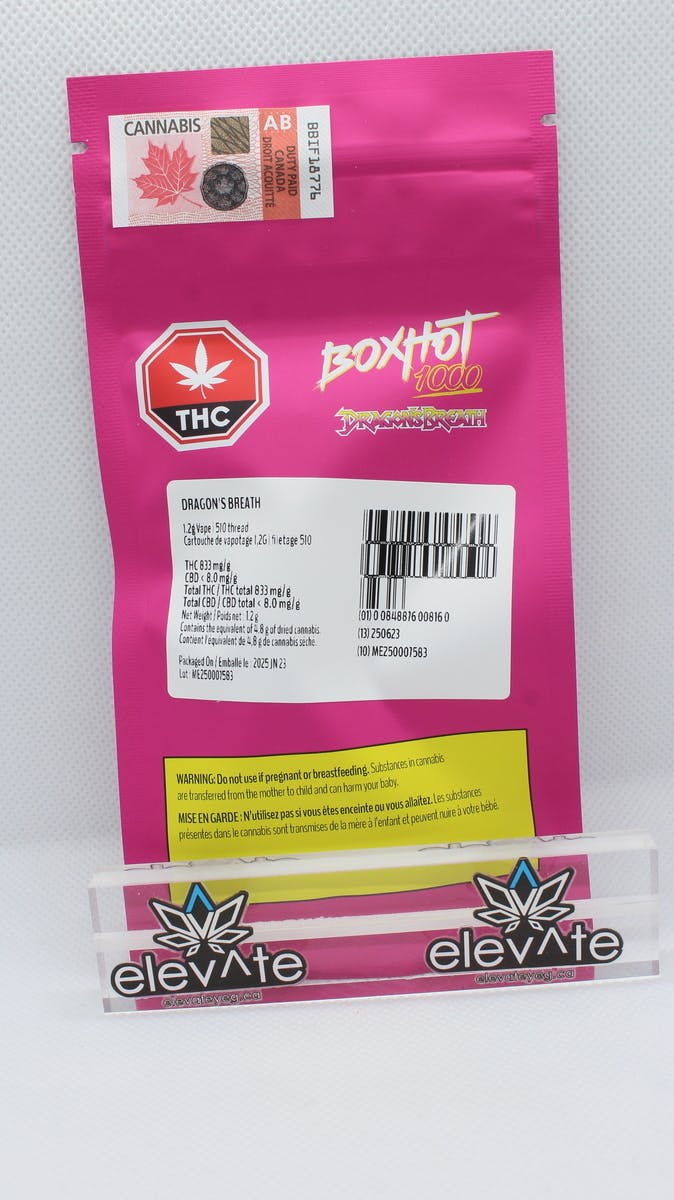 CANNABIS
AB
DUTY PAID
CANADA
DROIT ACQUITTÉ
BBIF1877L
THC
BOXHOT
1000
DRAGON'S BREATH
DRAGON'S BREATH
1.2g Vape | 510 thread
Cartouche de vapotage 1,2G | filetage 510
THC 833 mg/g
CBD < 8.0 mg/g
Total THC / THC total 833 mg/g
Total CBD / CBD total < 8.0 mg/g
Net Weight / Poids net : 1.2 g
Contains the equivalent of 4.8 g of dried cannabis.
Contient l'équivalent de 4,8 g de cannabis séché.
Packaged On / Emballé le : 2025 JN 23
Lot : ME250007583
(01) 0 0848876 00816 0
(13) 250623
(10) ME250007583
WARNING: Do not use if pregnant or breastfeeding. Substances in cannabis
are transferred from the mother to child and can harm your baby.
MISE EN GARDE : N'utilisez pas si vous êtes enceinte ou vous allaitez. Les substances
présentes dans le cannabis sont transmises de la mère à l'enfant et peuvent nuire à votre bébé.
elev^te
elevateyeg.ca
elev^te
elevateyeg.ca